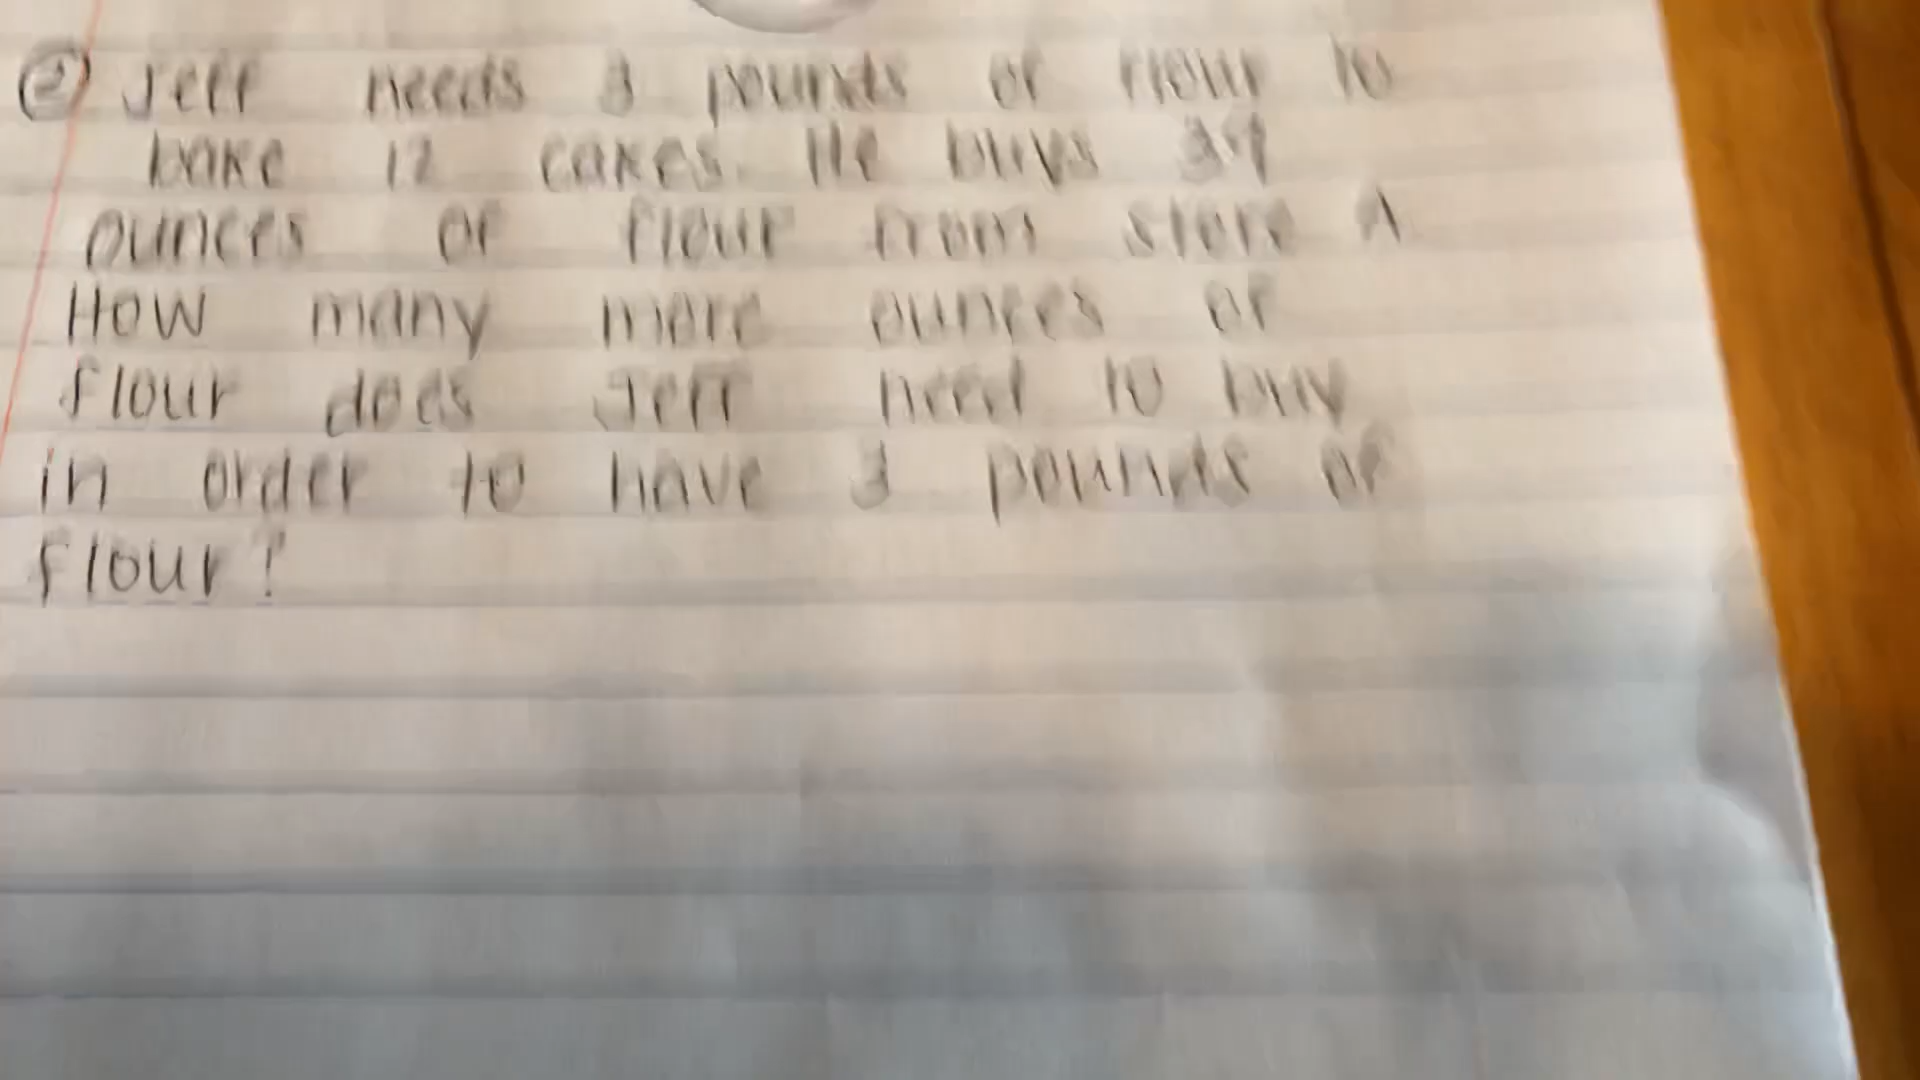 ② Jeff needs 3 pounds of flour to
bake 12 cakes. He buys
ounces of flour from store A
How many more ounces of
flour does Jeff need to buy
in order to have 3 pounds of
flour?